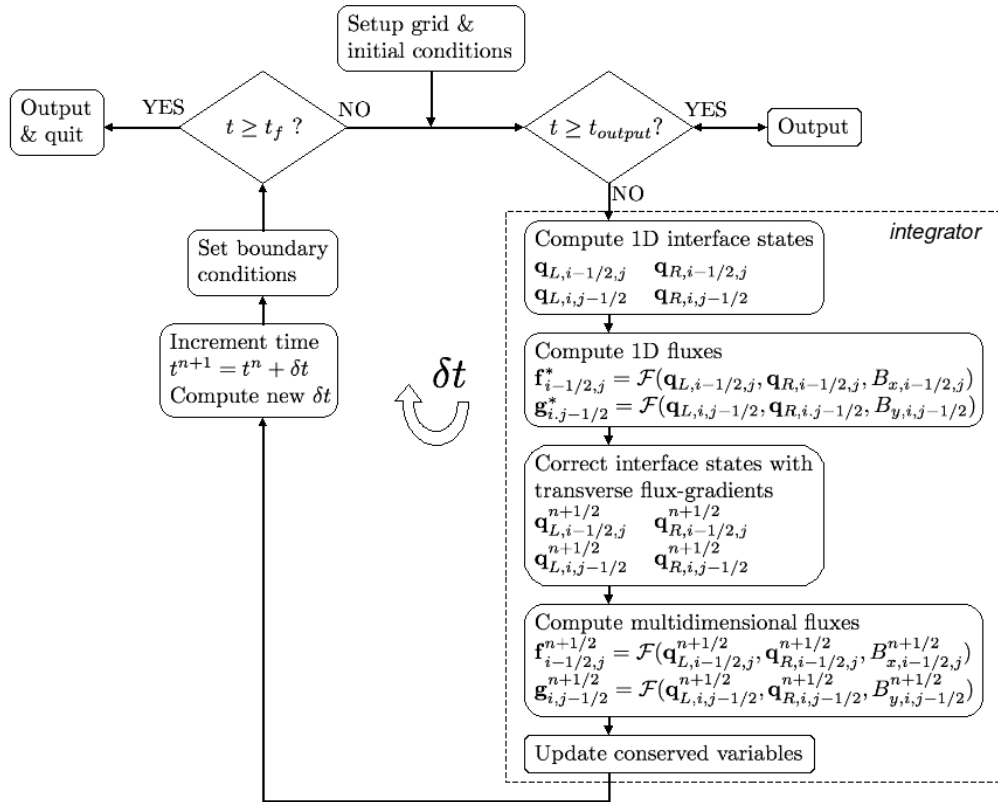 Setup grid &
initial conditions
Output
& quit
YES
t ≥ t_f ?
NO
t ≥ t_{output}?
YES
Output
NO
integrator
Compute 1D interface states
q_{L,i−1/2,j} q_{R,i−1/2,j}
q_{L,i,j−1/2} q_{R,i,j−1/2}
Compute 1D fluxes
f^*_{i−1/2,j} = F(q_{L,i−1/2,j}, q_{R,i−1/2,j}, B_{x,i−1/2,j})
g^*_{i.j−1/2} = F(q_{L,i,j−1/2}, q_{R,i.j−1/2}, B_{y,i,j−1/2})
Correct interface states with
transverse flux-gradients
q^{n+1/2}_{L,i−1/2,j} q^{n+1/2}_{R,i−1/2,j}
q^{n+1/2}_{L,i,j−1/2} q^{n+1/2}_{R,i,j−1/2}
Compute multidimensional fluxes
f^{n+1/2}_{i−1/2,j} = F(q^{n+1/2}_{L,i−1/2,j}, q^{n+1/2}_{R,i−1/2,j}, B^{n+1/2}_{x,i−1/2,j})
g^{n+1/2}_{i,j−1/2} = F(q^{n+1/2}_{L,i,j−1/2}, q^{n+1/2}_{R,i,j−1/2}, B^{n+1/2}_{y,i,j−1/2})
Update conserved variables
Set boundary
conditions
Increment time
t^{n+1} = t^n + δt
Compute new δt
δt